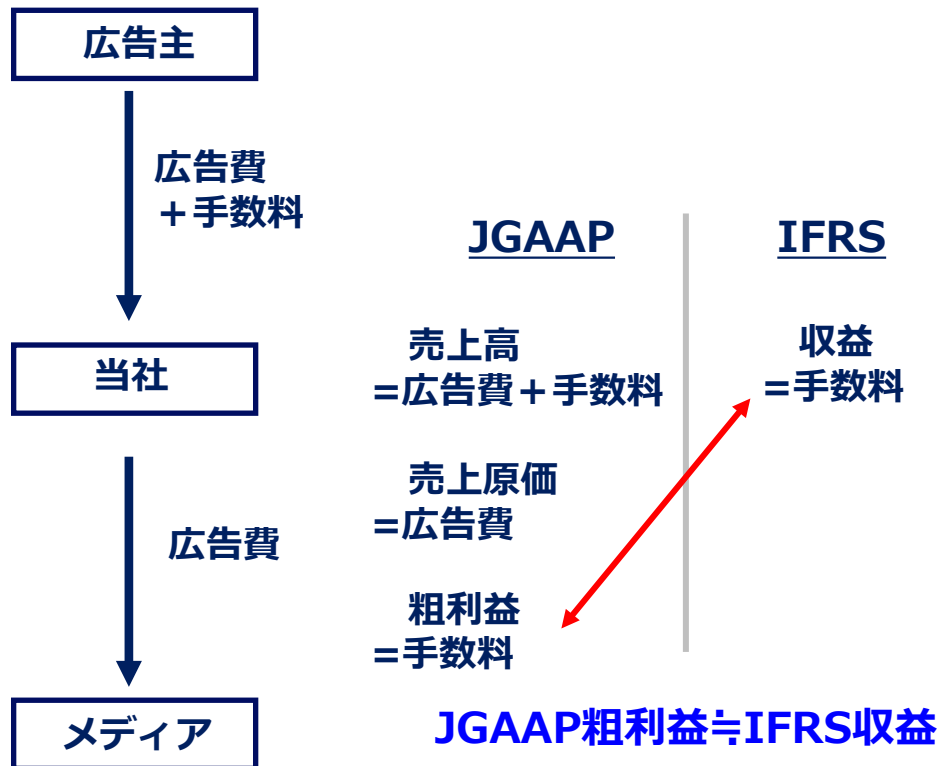 広告主
広告費
＋手数料
当社
広告費
メディア
JGAAP
売上高
=広告費＋手数料
売上原価
=広告費
粗利益
=手数料
IFRS
収益
=手数料
JGAAP粗利益≒IFRS収益